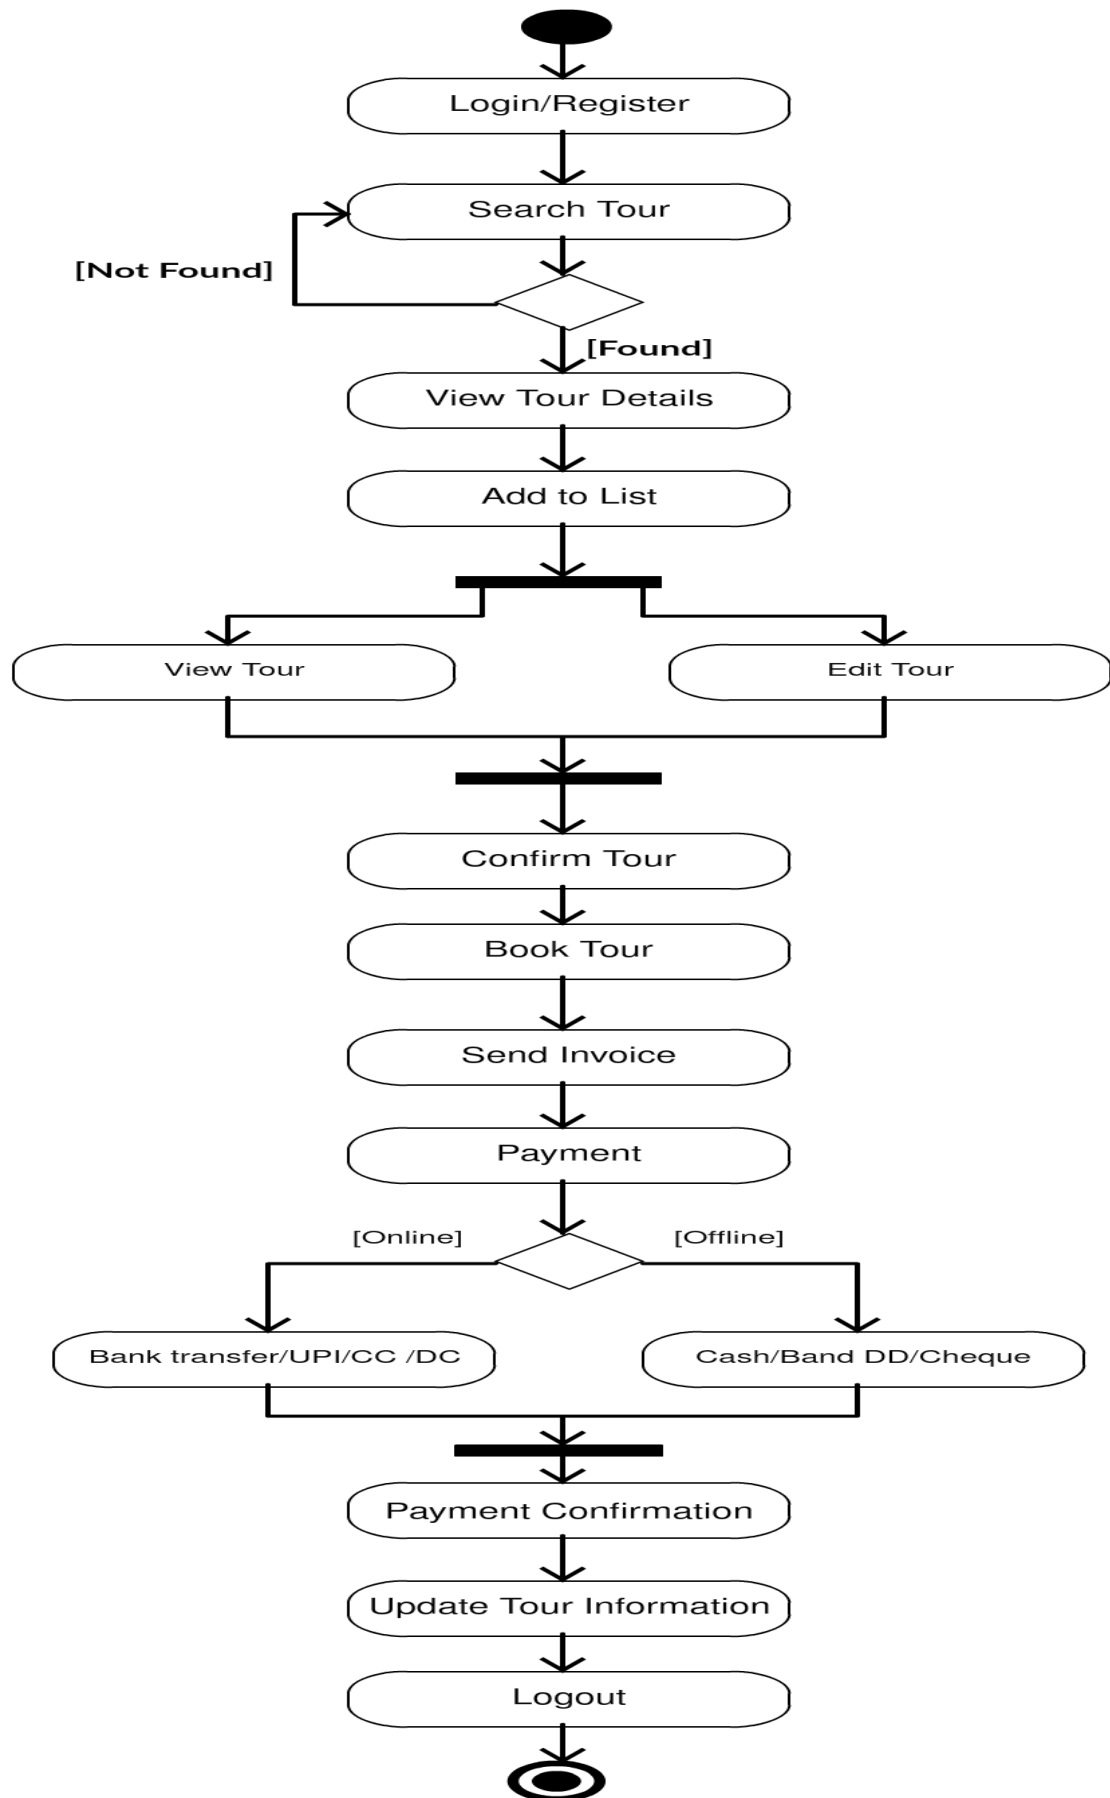 Login/Register
Search Tour
[Not Found]
[Found]
View Tour Details
Add to List
View Tour
Edit Tour
Confirm Tour
Book Tour
Send Invoice
Payment
[Online]
[Offline]
Bank transfer/UPI/CC /DC
Cash/Band DD/Cheque
Payment Confirmation
Update Tour Information
Logout